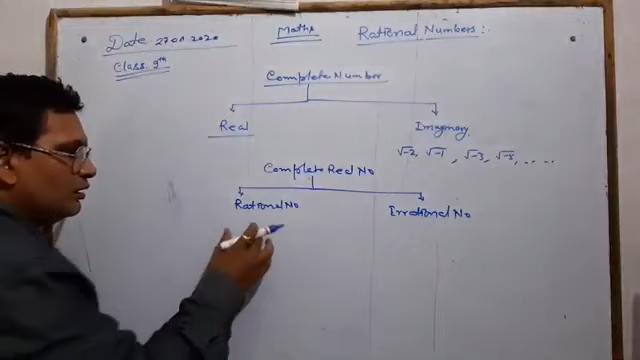 Maths
Date 27 01 2020
Rational Numbers:
Class 9th
Complete Number
Real
Imaginary
√-2, √-1, √-3, √-5, .. ...
Complete Real No
Rational No
Irrational No